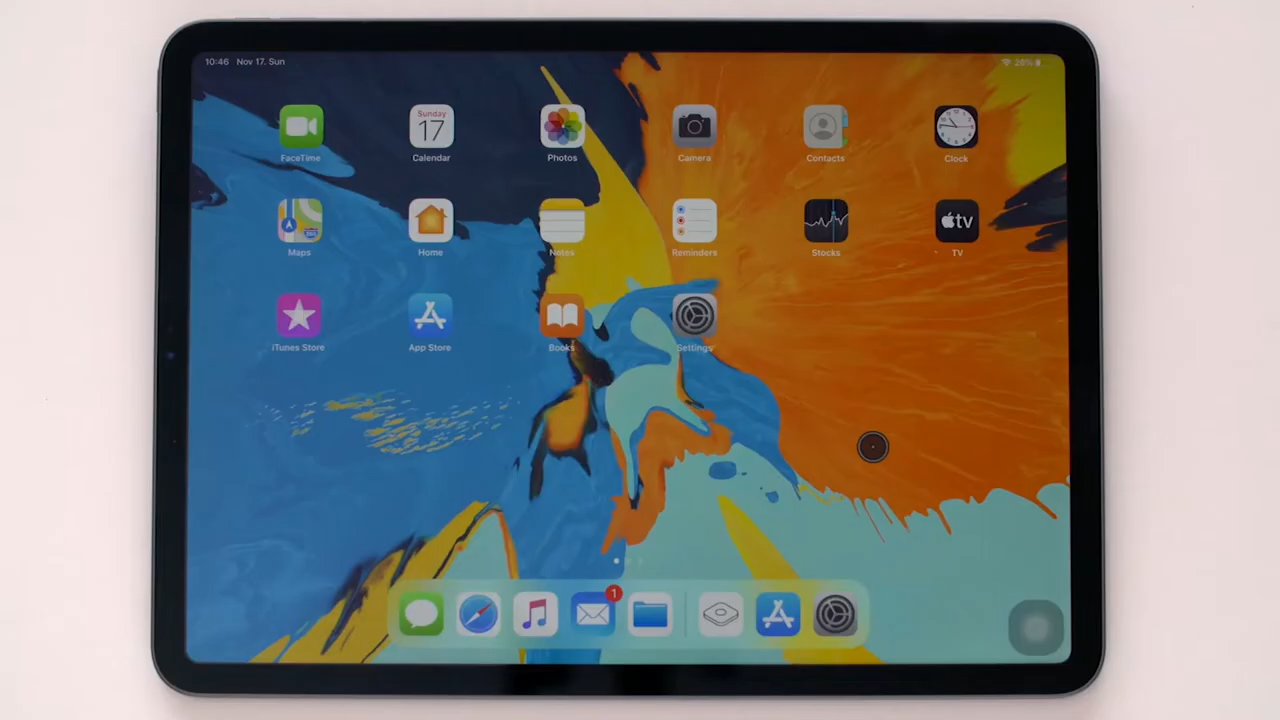 10:46 Nov 17. Sun
26%
Sunday
17
FaceTime Calendar Photos Camera Contacts Clock
tv
Maps Home Notes Reminders Stocks TV
iTunes Store App Store Books Settings
1